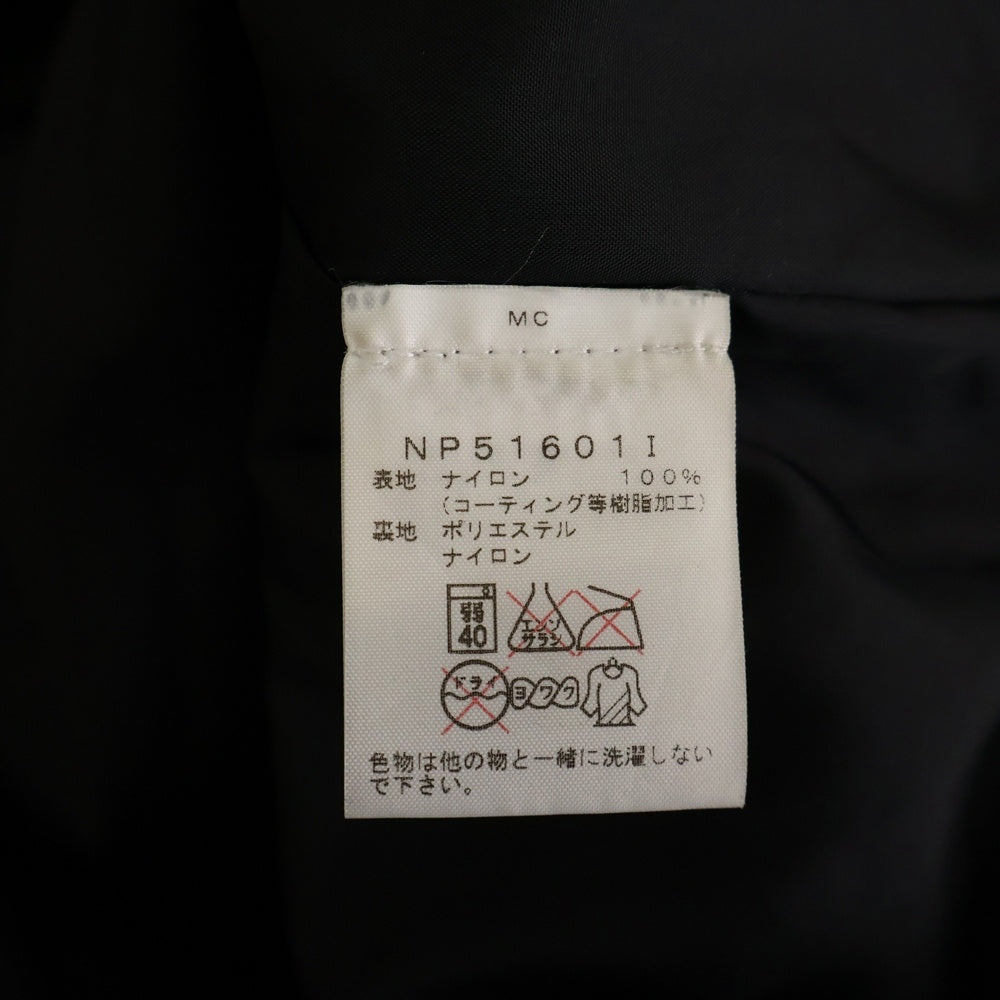 MC
NP51601I
表地 ナイロン 100%
(コーティング等樹脂加工)
裏地 ポリエステル
ナイロン
弱 40
エンソ サラシ
ドライ
ヨワク
色物は他の物と一緒に洗濯しない
で下さい。